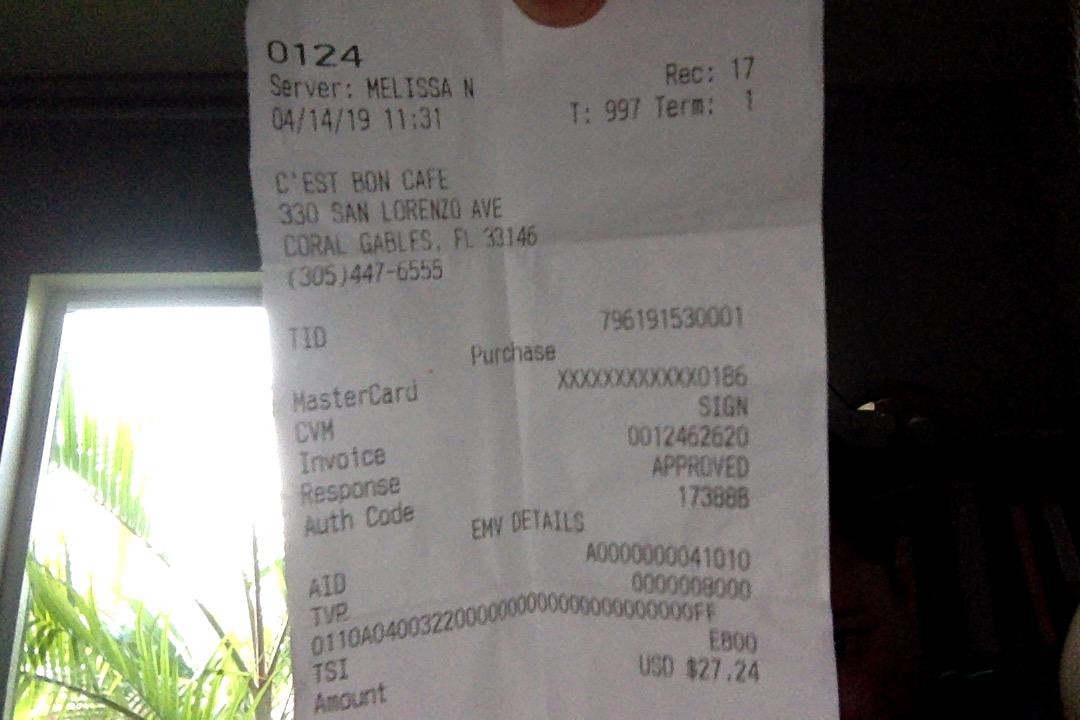 0124
Server: MELISSA N Rec: 17
04/14/19 11:31 T: 997 Term: 1
C'EST BON CAFE
330 SAN LORENZO AVE
CORAL GABLES, FL 33146
(305)447-6555
TID 796191530001
Purchase
MasterCard XXXXXXXXXXXX0186
CVM SIGN
Invoice 0012462620
Response APPROVED
Auth Code 17388B
EMV DETAILS
AID A0000000041010
TVR 0000008000
TSI E800
Amount USD $27.24